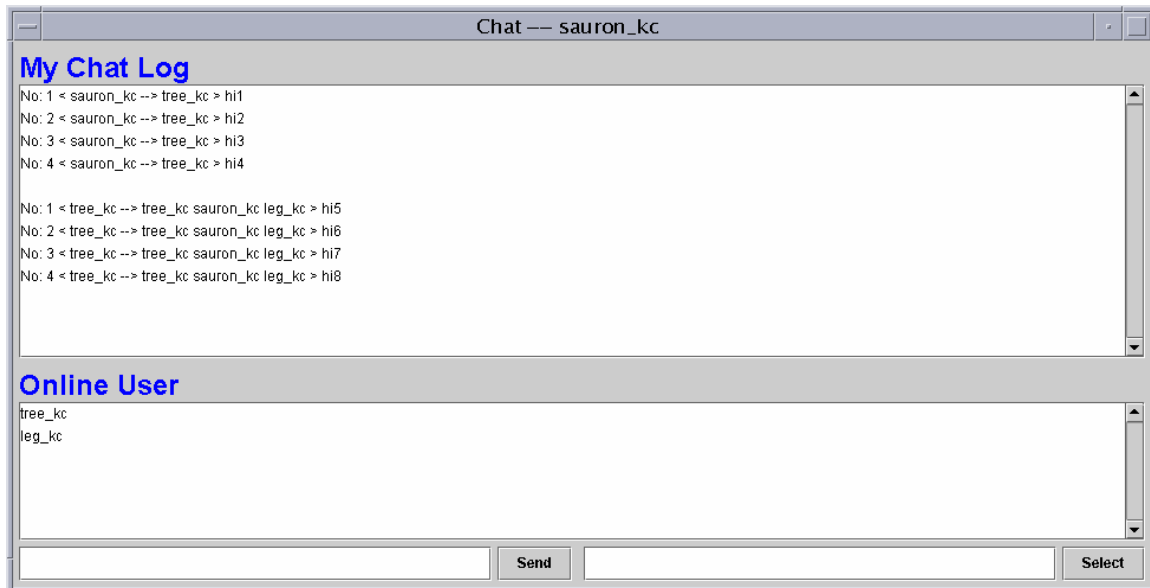 Chat –– sauron_kc
My Chat Log
No: 1 < sauron_kc --> tree_kc > hi1
No: 2 < sauron_kc --> tree_kc > hi2
No: 3 < sauron_kc --> tree_kc > hi3
No: 4 < sauron_kc --> tree_kc > hi4
No: 1 < tree_kc --> tree_kc sauron_kc leg_kc > hi5
No: 2 < tree_kc --> tree_kc sauron_kc leg_kc > hi6
No: 3 < tree_kc --> tree_kc sauron_kc leg_kc > hi7
No: 4 < tree_kc --> tree_kc sauron_kc leg_kc > hi8
Online User
tree_kc
leg_kc
Send Select